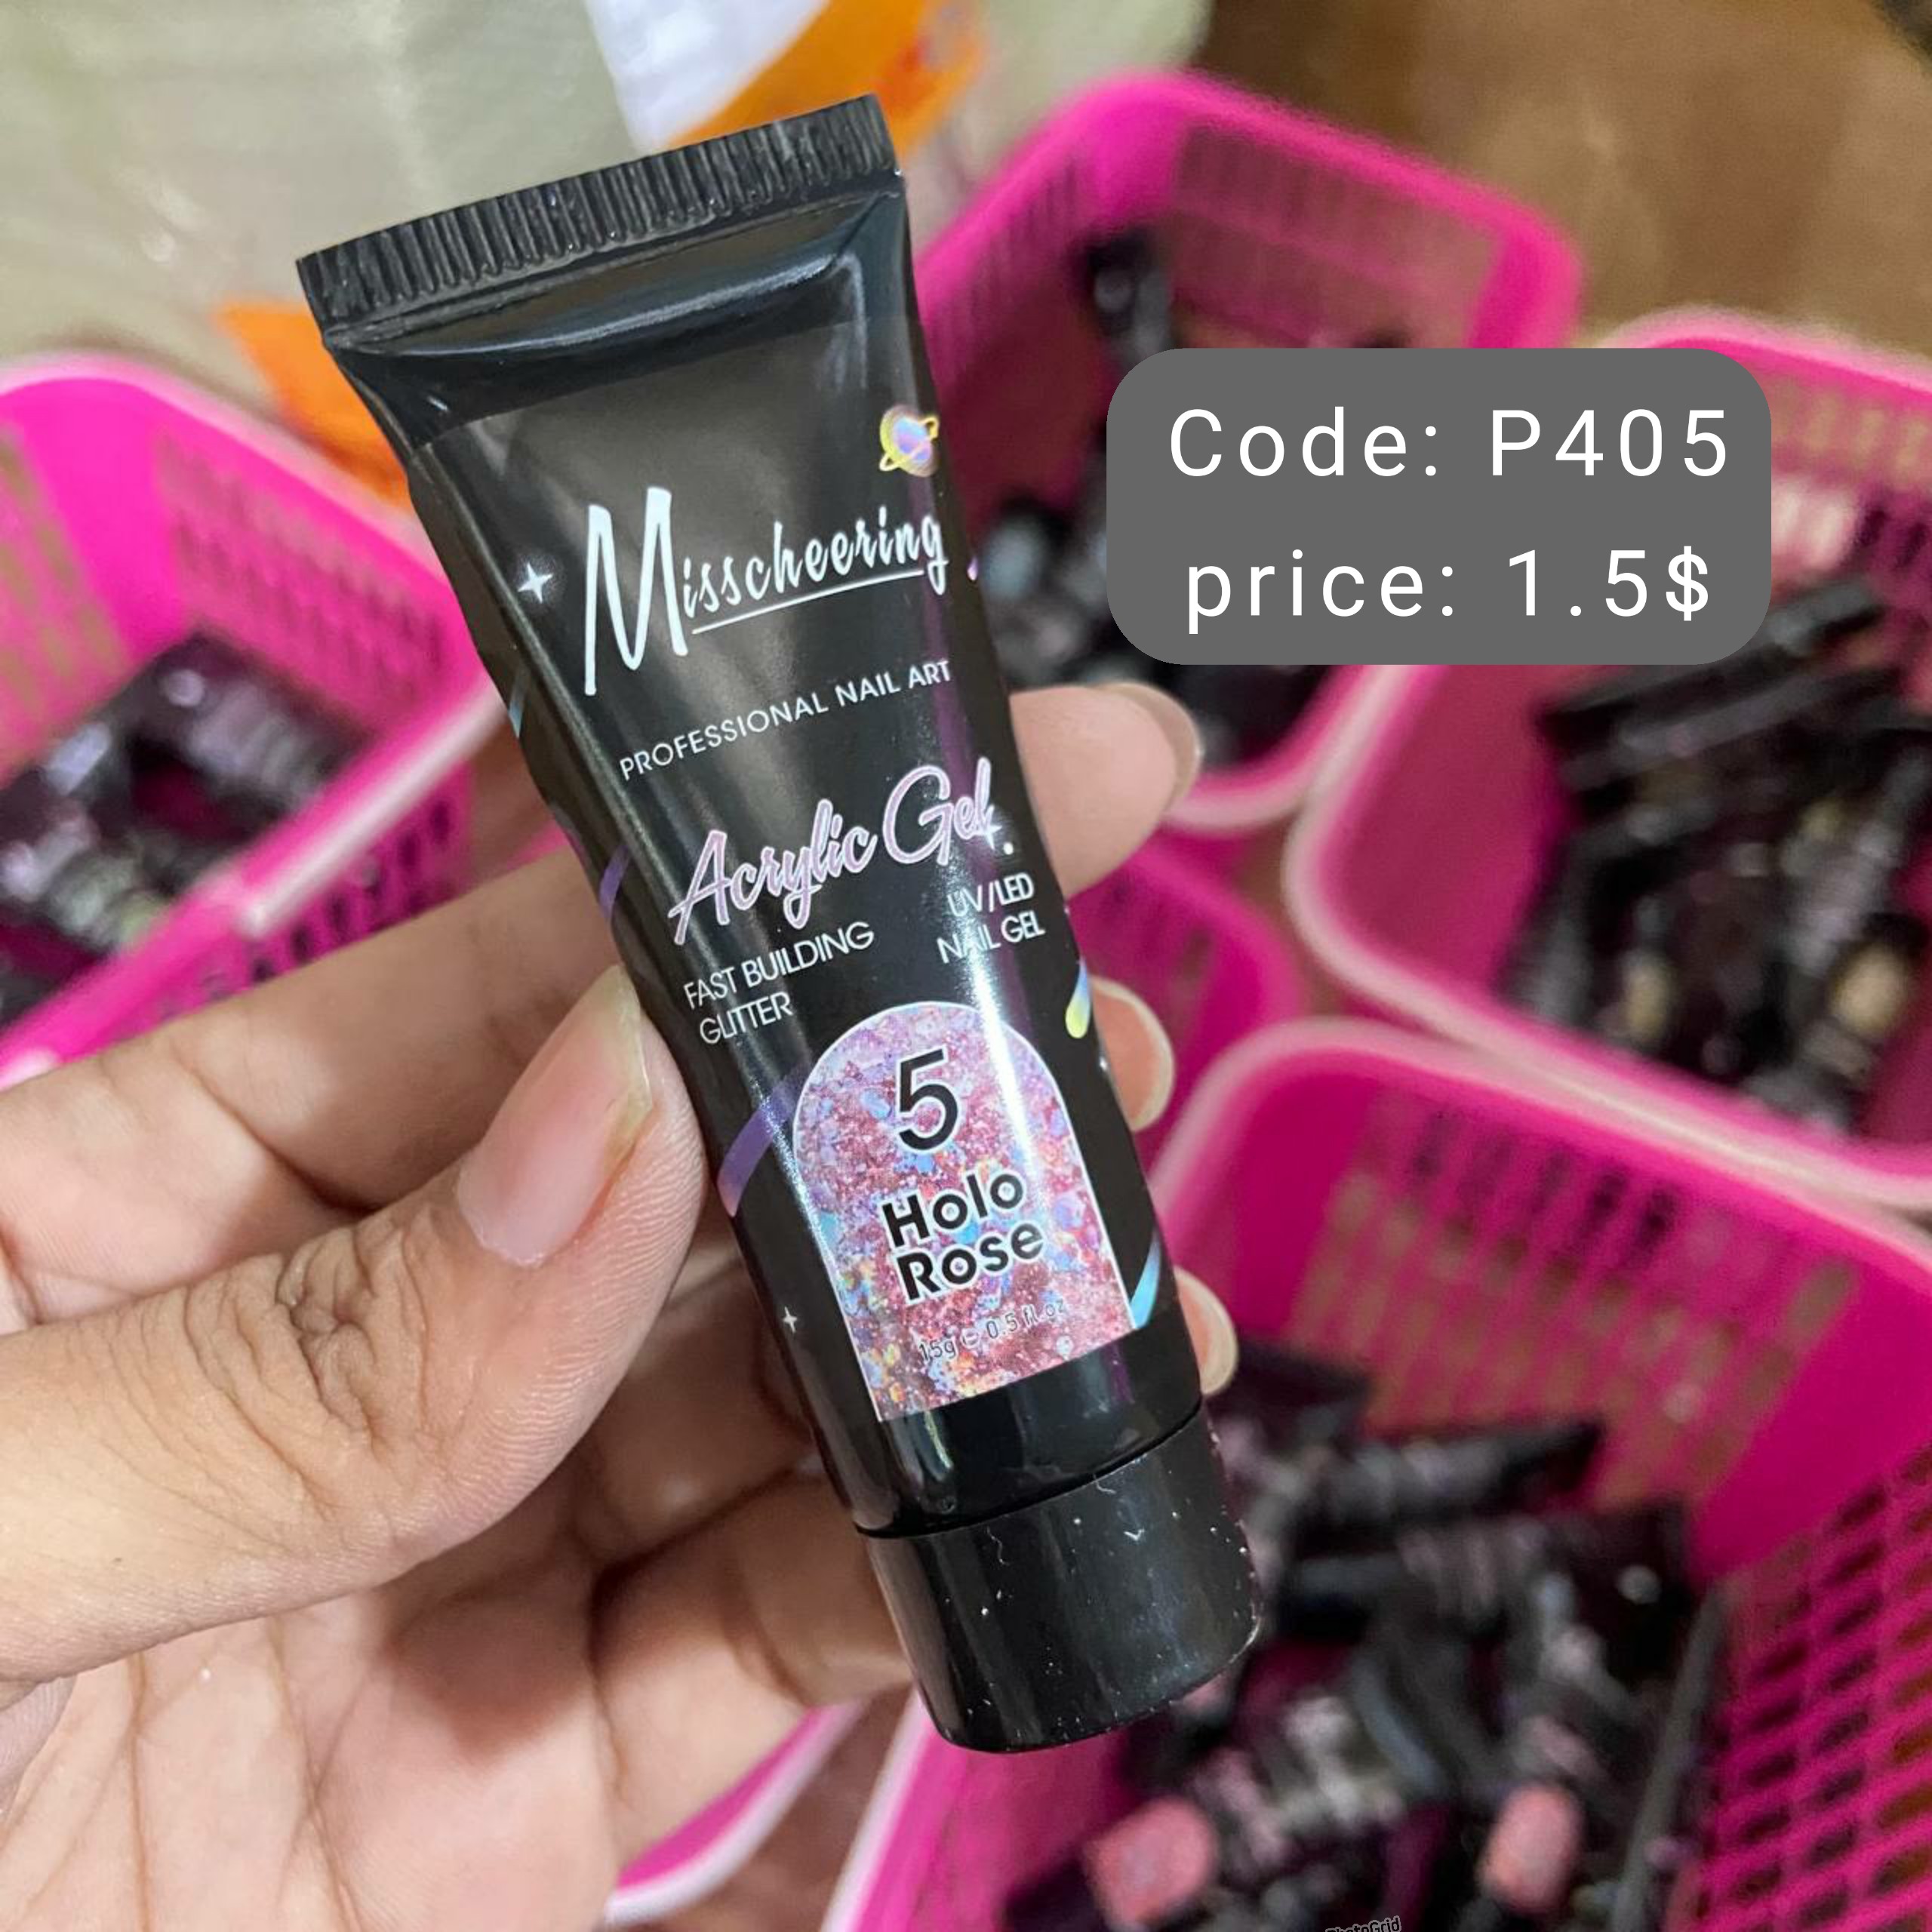 Code: P405
price: 1.5$
Misscheering
PROFESSIONAL NAIL ART
Acrylic Gel
FAST BUILDING
GLITTER
UV/LED
NAIL GEL
5
Holo
Rose
15g e 0.5 fl oz
PhotoGrid